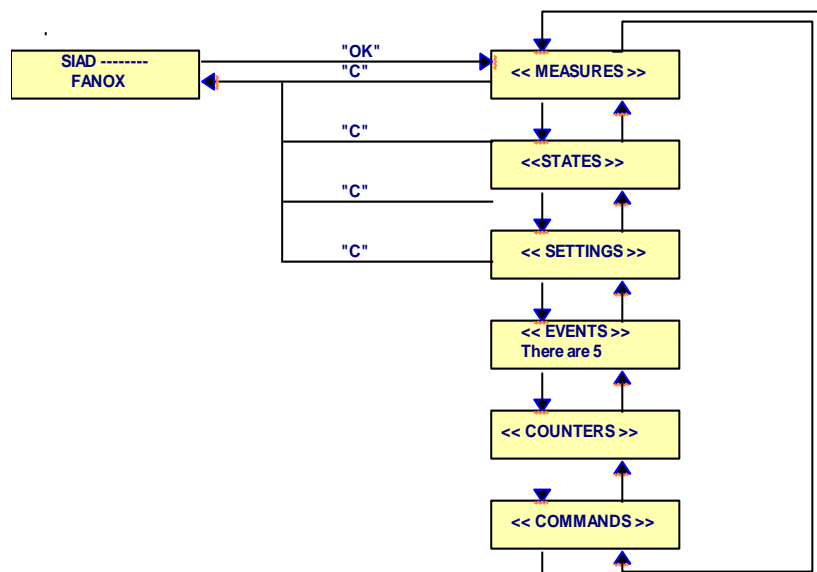 SIAD --------
FANOX
"OK"
"C"
<< MEASURES >>
"C"
<<STATES >>
"C"
"C"
<< SETTINGS >>
<< EVENTS >>
There are 5
<< COUNTERS >>
<< COMMANDS >>